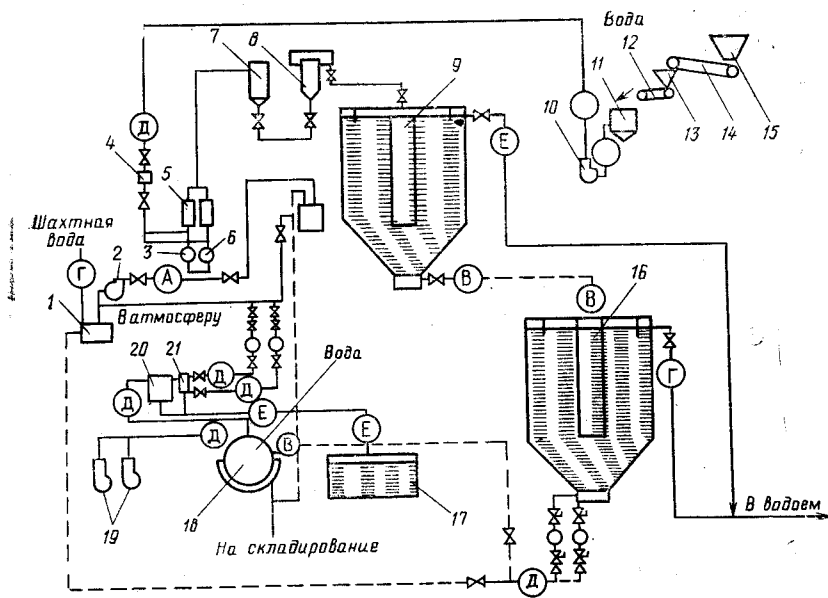 Вода
7
8
9
10
11
12
13
14
15
Д
4
5
Е
Шахтная
вода
3
6
2
Г
А
В
В
1
В атмосферу
16
20
21
Вода
Д
Д
Д
Г
Е
Д
В
Е
19
18
17
В водоем
На складирование
Д